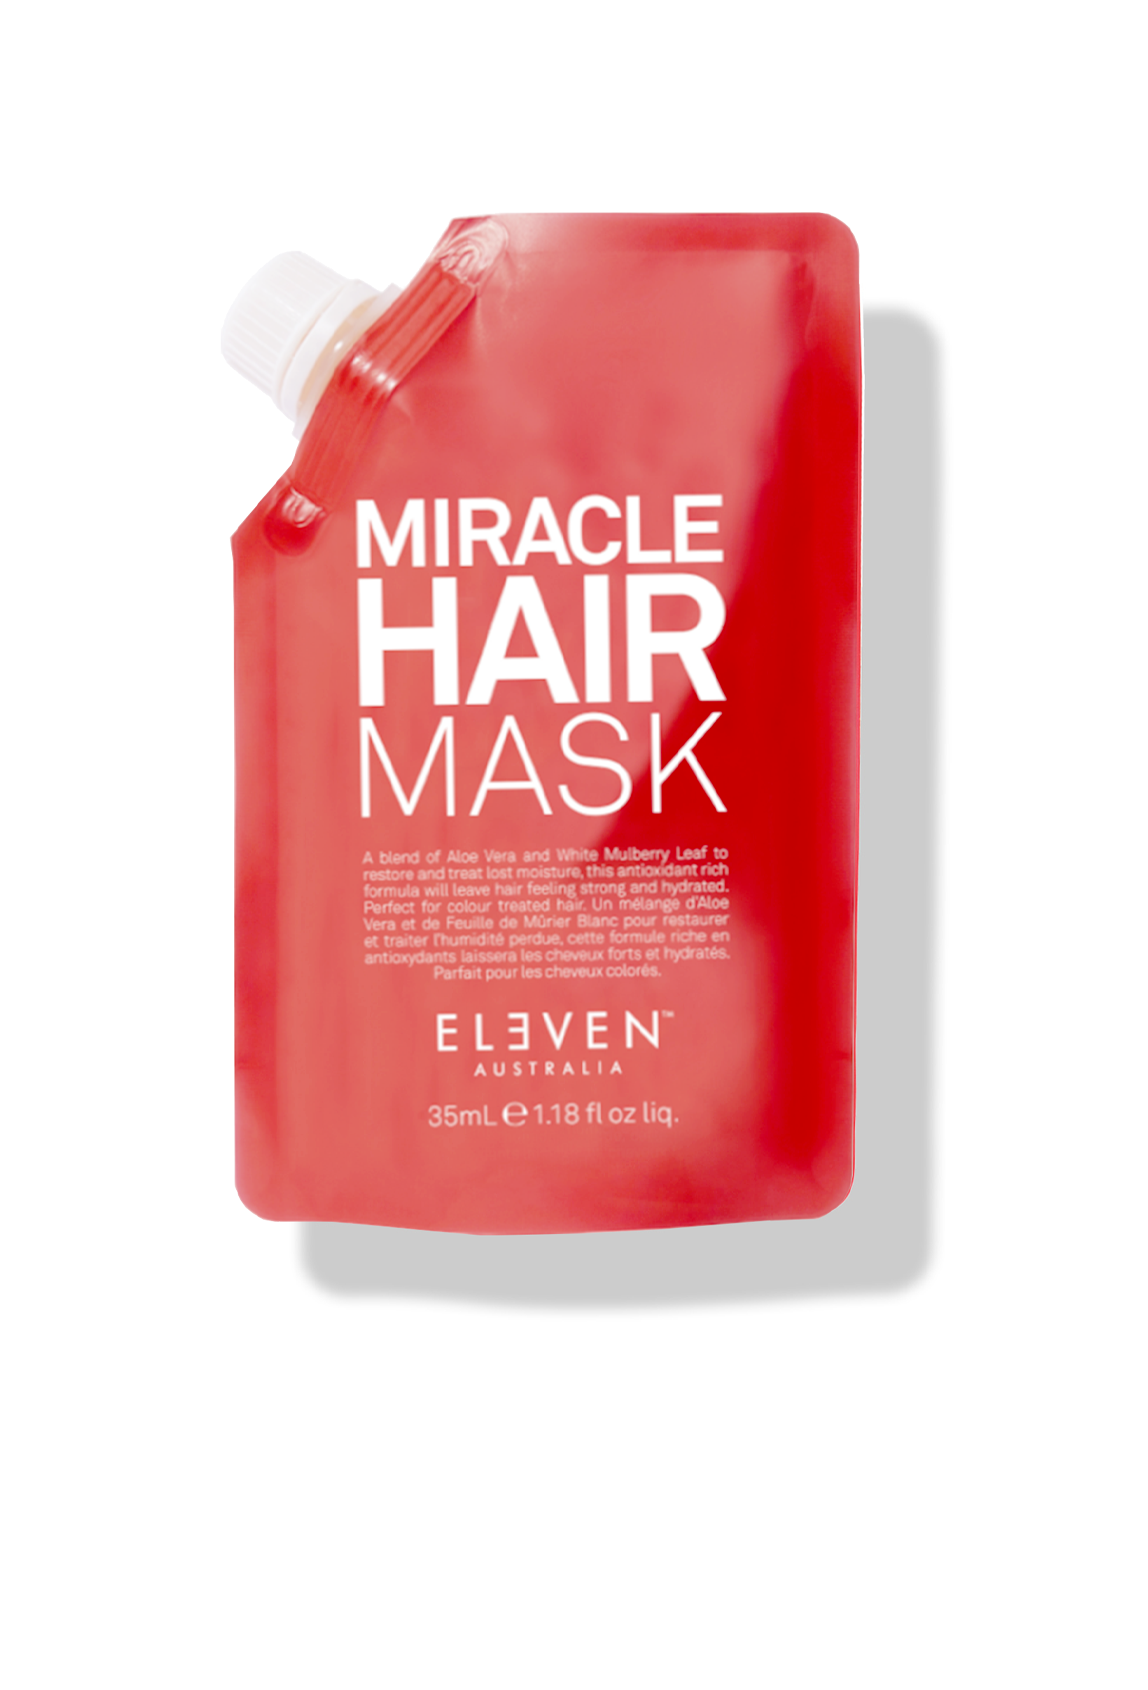 MIRACLE
HAIR
MASK
A blend of Aloe Vera and White Mulberry Leaf to
restore and treat lost moisture, this antioxidant rich
formula will leave hair feeling strong and hydrated.
Perfect for colour treated hair. Un mélange d'Aloe
Vera et de Feuille de Mûrier Blanc pour restaurer
et traiter l'humidité perdue, cette formule riche en
antioxydants laissera les cheveux forts et hydratés.
Parfait pour les cheveux colorés.
ELEVEN™
AUSTRALIA
35mL ℮ 1.18 fl oz liq.